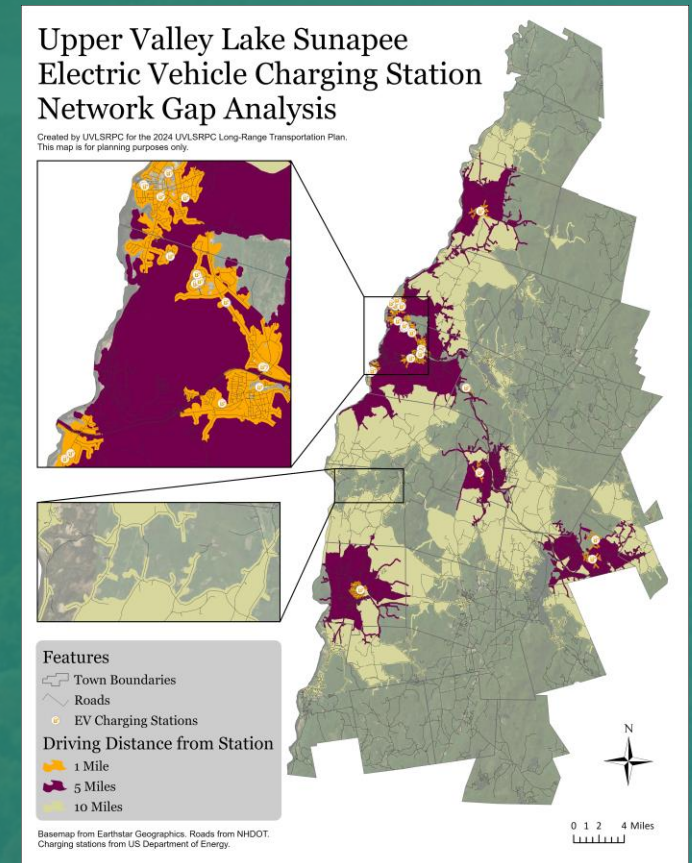 Upper Valley Lake Sunapee
Electric Vehicle Charging Station
Network Gap Analysis
Created by UVLSRPC for the 2024 UVLSRPC Long-Range Transportation Plan.
This map is for planning purposes only.
Features
Town Boundaries
Roads
EV Charging Stations
Driving Distance from Station
1 Mile
5 Miles
10 Miles
Basemap from Earthstar Geographics. Roads from NHDOT.
Charging stations from US Department of Energy.
N
0 1 2 4 Miles